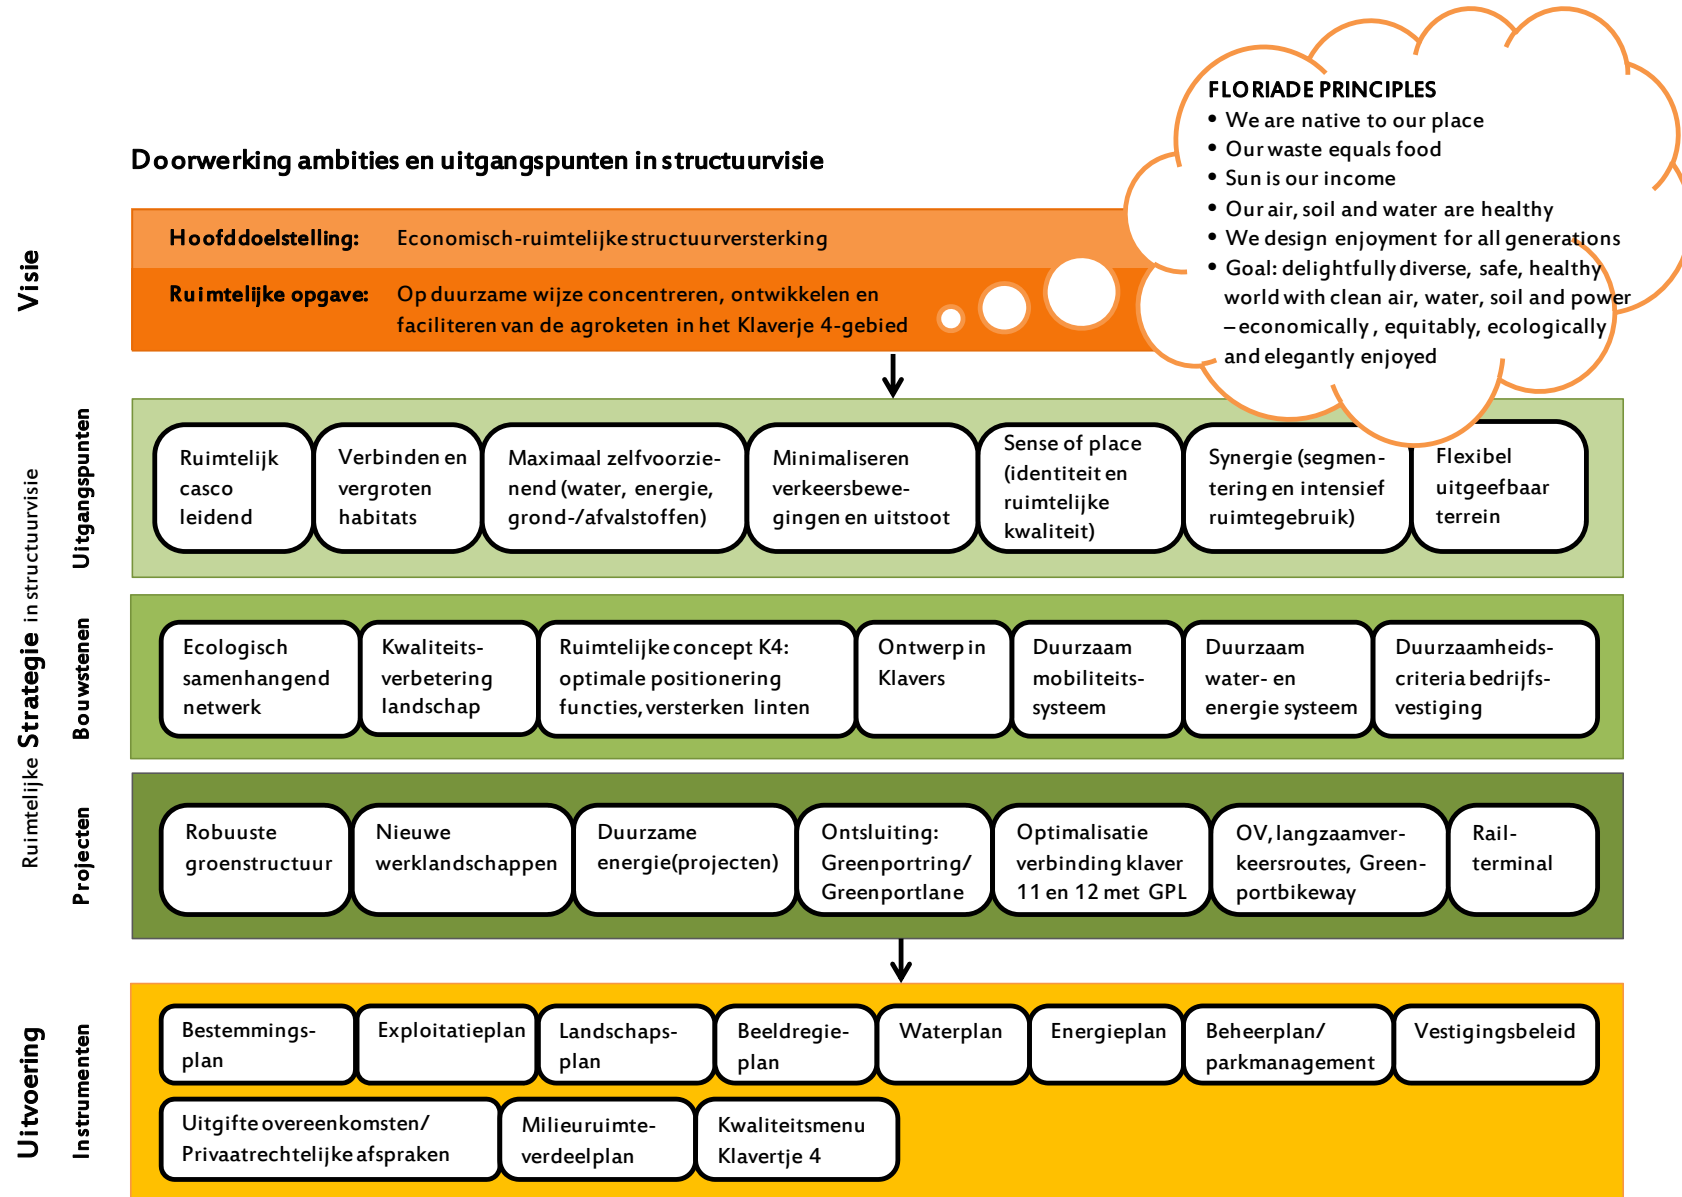 FLORIADE PRINCIPLES
• We are native to our place
• Our waste equals food
• Sun is our income
• Our air, soil and water are healthy
• We design enjoyment for all generations
• Goal: delightfully diverse, safe, healthy
world with clean air, water, soil and power
– economically, equitably, ecologically
and elegantly enjoyed
Doorwerking ambities en uitgangspunten in structuurvisie
Visie
Hoofddoelstelling: Economisch-ruimtelijke structuurversterking
Ruimtelijke opgave: Op duurzame wijze concentreren, ontwikkelen en
faciliteren van de agroketen in het Klaverje 4-gebied
Ruimtelijke Strategie in structuurvisie
Uitgangspunten
Ruimtelijk
casco
leidend
Verbinden en
vergroten
habitats
Maximaal zelfvoorzie-
nend (water, energie,
grond-/afvalstoffen)
Minimaliseren
verkeersbewe-
gingen en uitstoot
Sense of place
(identiteit en
ruimtelijke
kwaliteit)
Synergie (segmen-
tering en intensief
ruimtegebruik)
Flexibel
uitgeefbaar
terrein
Bouwstenen
Ecologisch
samenhangend
netwerk
Kwaliteits-
verbetering
landschap
Ruimtelijke concept K4:
optimale positionering
functies, versterken linten
Ontwerp in
Klavers
Duurzaam
mobiliteits-
systeem
Duurzaam
water- en
energie systeem
Duurzaamheids-
criteria bedrijfs-
vestiging
Projecten
Robuuste
groenstructuur
Nieuwe
werklandschappen
Duurzame
energie(projecten)
Ontsluiting:
Greenportring/
Greenportlane
Optimalisatie
verbinding klaver
11 en 12 met GPL
OV, langzaamver-
keersroutes, Green-
portbikeway
Rail-
terminal
Uitvoering
Instrumenten
Bestemmings-
plan
Exploitatieplan
Landschaps-
plan
Beeldregie-
plan
Waterplan
Energieplan
Beheerplan/
parkmanagement
Vestigingsbeleid
Uitgifte overeenkomsten/
Privaatrechtelijke afspraken
Milieuruimte-
verdeelplan
Kwaliteitsmenu
Klavertje 4